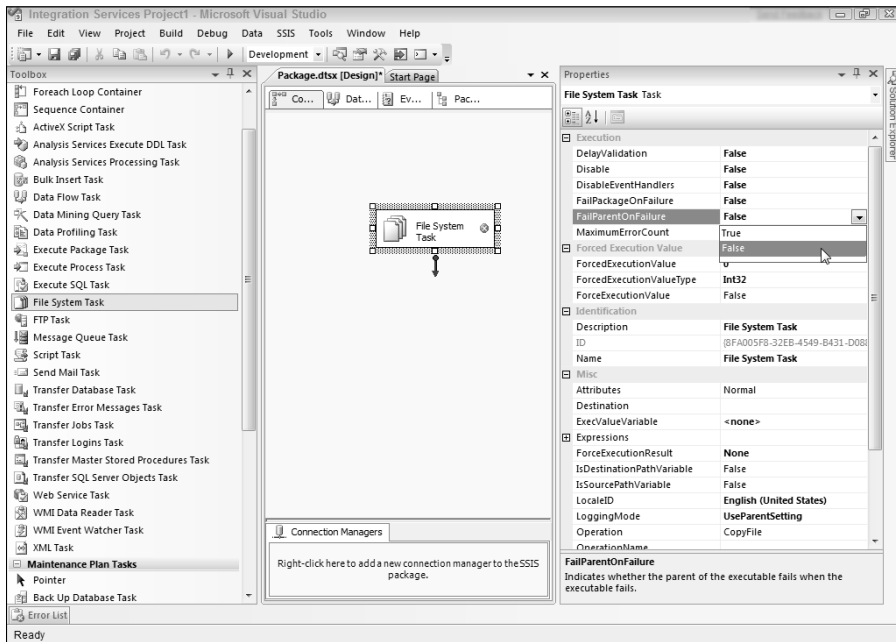 Integration Services Project1 - Microsoft Visual Studio
File Edit View Project Build Debug Data SSIS Tools Window Help
Development
Toolbox
Foreach Loop Container
Sequence Container
ActiveX Script Task
Analysis Services Execute DDL Task
Analysis Services Processing Task
Bulk Insert Task
Data Flow Task
Data Mining Query Task
Data Profiling Task
Execute Package Task
Execute Process Task
Execute SQL Task
File System Task
FTP Task
Message Queue Task
Script Task
Send Mail Task
Transfer Database Task
Transfer Error Messages Task
Transfer Jobs Task
Transfer Logins Task
Transfer Master Stored Procedures Task
Transfer SQL Server Objects Task
Web Service Task
WMI Data Reader Task
WMI Event Watcher Task
XML Task
Maintenance Plan Tasks
Pointer
Back Up Database Task
Package.dtsx [Design]* Start Page
Co... Dat... Ev... Pac...
File System
Task
Connection Managers
Right-click here to add a new connection manager to the SSIS
package.
Properties
File System Task Task
Execution
DelayValidation False
Disable False
DisableEventHandlers False
FailPackageOnFailure False
FailParentOnFailure False
MaximumErrorCount
True
False
Forced Execution Value
ForcedExecutionValue 0
ForcedExecutionValueType Int32
ForceExecutionValue False
Identification
Description File System Task
ID {8FA005F8-32EB-4549-B431-D088
Name File System Task
Misc
Attributes Normal
Destination
ExecValueVariable <none>
Expressions
ForceExecutionResult None
IsDestinationPathVariable False
IsSourcePathVariable False
LocaleID English (United States)
LoggingMode UseParentSetting
Operation CopyFile
OperationName
FailParentOnFailure
Indicates whether the parent of the executable fails when the
executable fails.
Solution Explorer
Error List
Ready